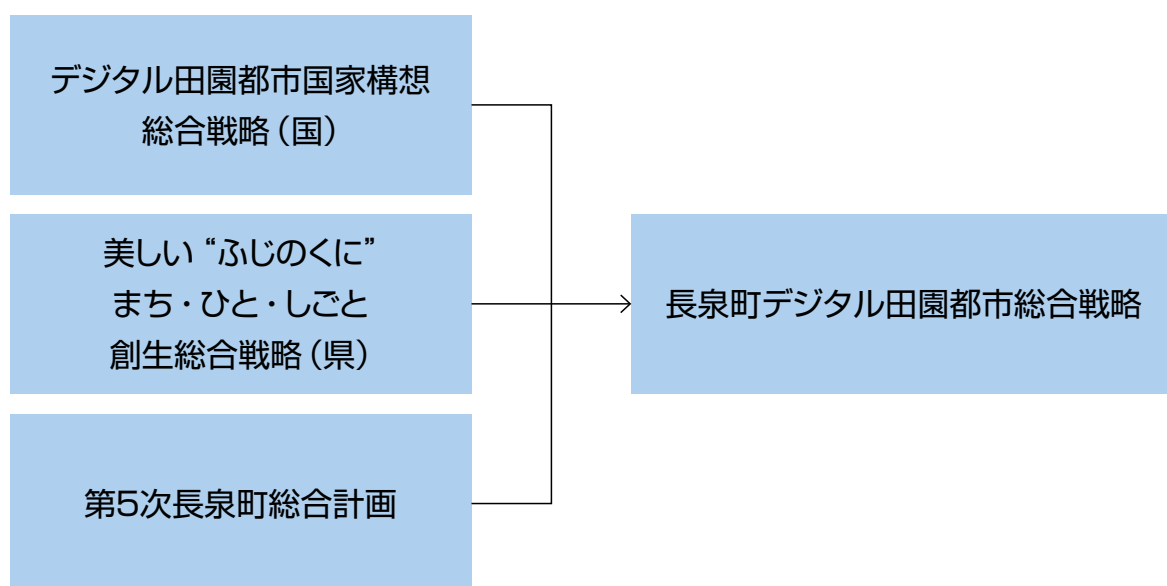 デジタル田園都市国家構想
総合戦略（国）
美しい“ふじのくに”
まち・ひと・しごと
創生総合戦略（県）
第5次長泉町総合計画
長泉町デジタル田園都市総合戦略